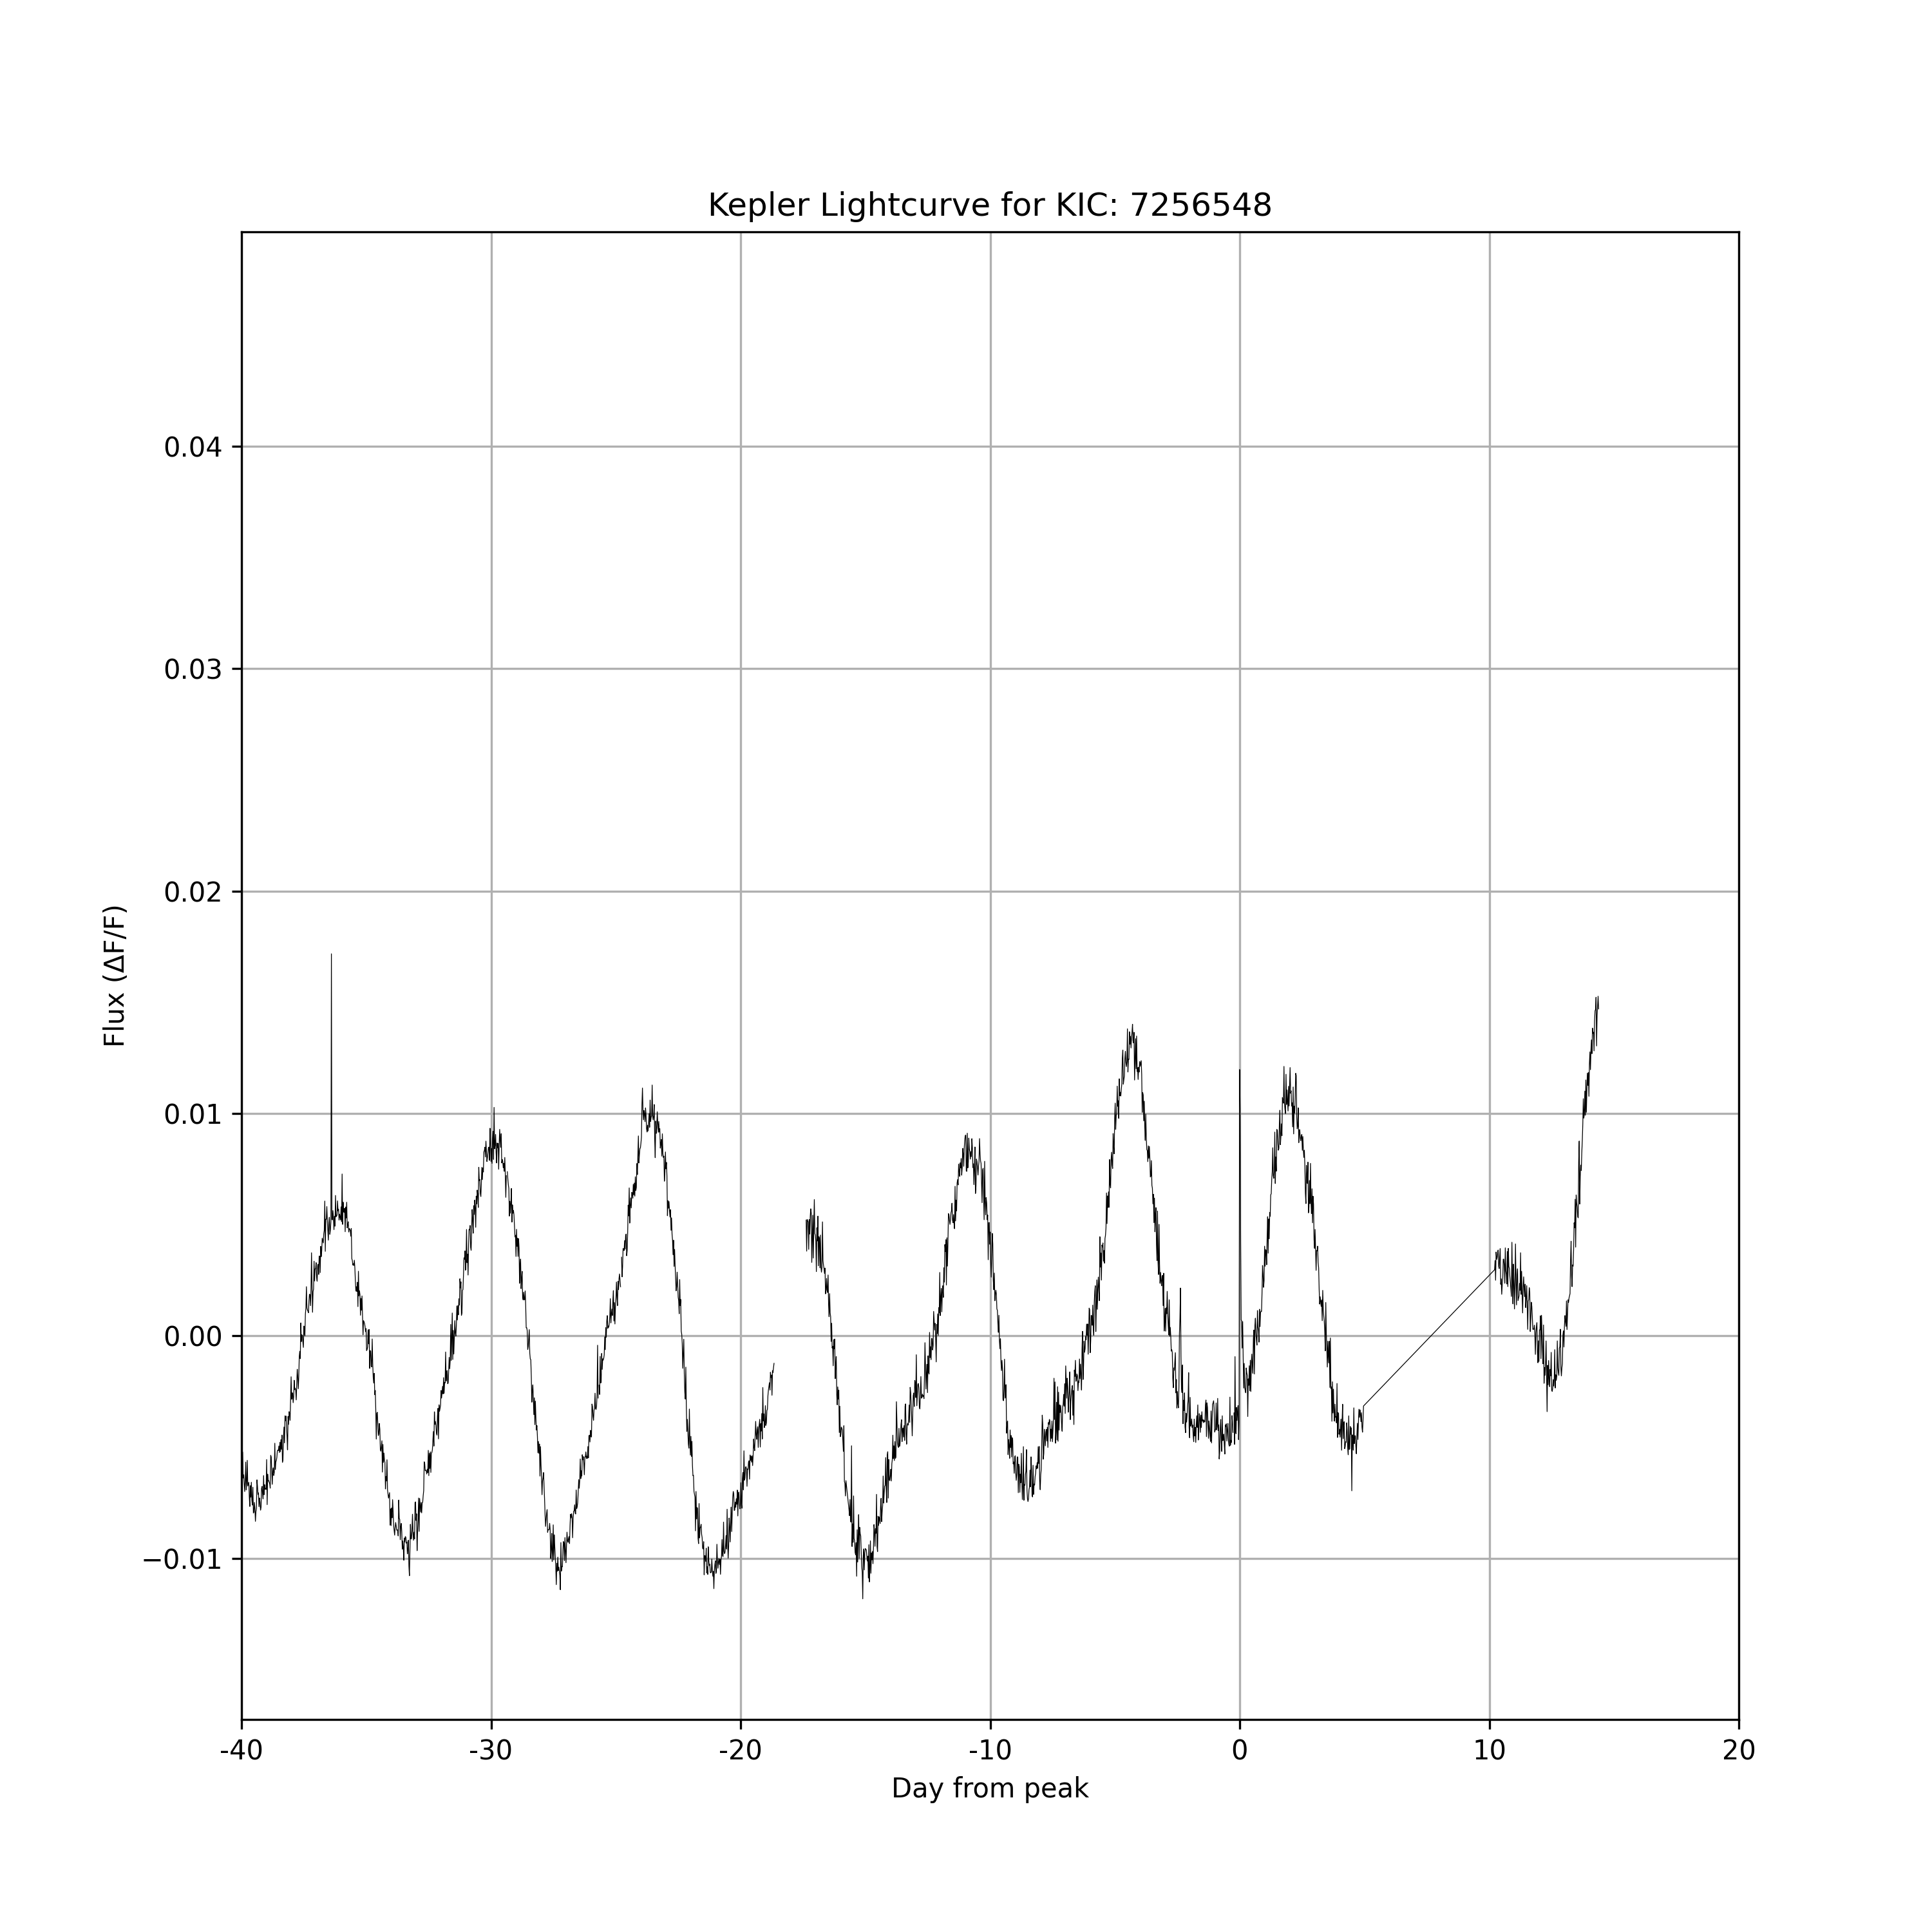 Kepler Lightcurve for KIC: 7256548
Flux (ΔF/F)
0.04
0.03
0.02
0.01
0.00
−0.01
-40 -30 -20 -10 0 10 20
Day from peak